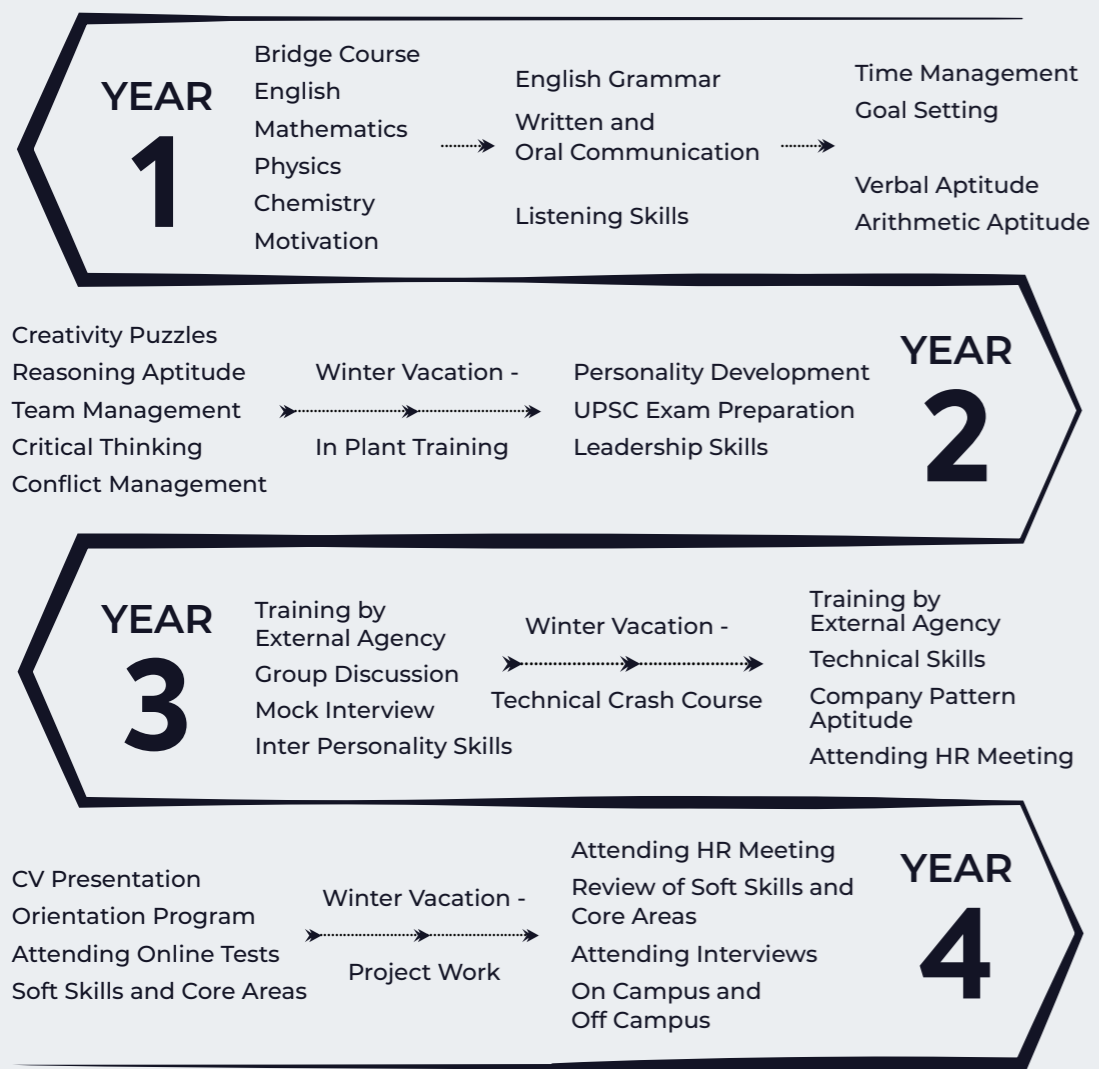 YEAR
1
Bridge Course
English
Mathematics
Physics
Chemistry
Motivation
English Grammar
Written and
Oral Communication
Listening Skills
Time Management
Goal Setting
Verbal Aptitude
Arithmetic Aptitude
YEAR
2
Creativity Puzzles
Reasoning Aptitude
Team Management
Critical Thinking
Conflict Management
Winter Vacation -
In Plant Training
Personality Development
UPSC Exam Preparation
Leadership Skills
YEAR
3
Training by
External Agency
Group Discussion
Mock Interview
Inter Personality Skills
Winter Vacation -
Technical Crash Course
Training by
External Agency
Technical Skills
Company Pattern
Aptitude
Attending HR Meeting
YEAR
4
CV Presentation
Orientation Program
Attending Online Tests
Soft Skills and Core Areas
Winter Vacation -
Project Work
Attending HR Meeting
Review of Soft Skills and
Core Areas
Attending Interviews
On Campus and
Off Campus